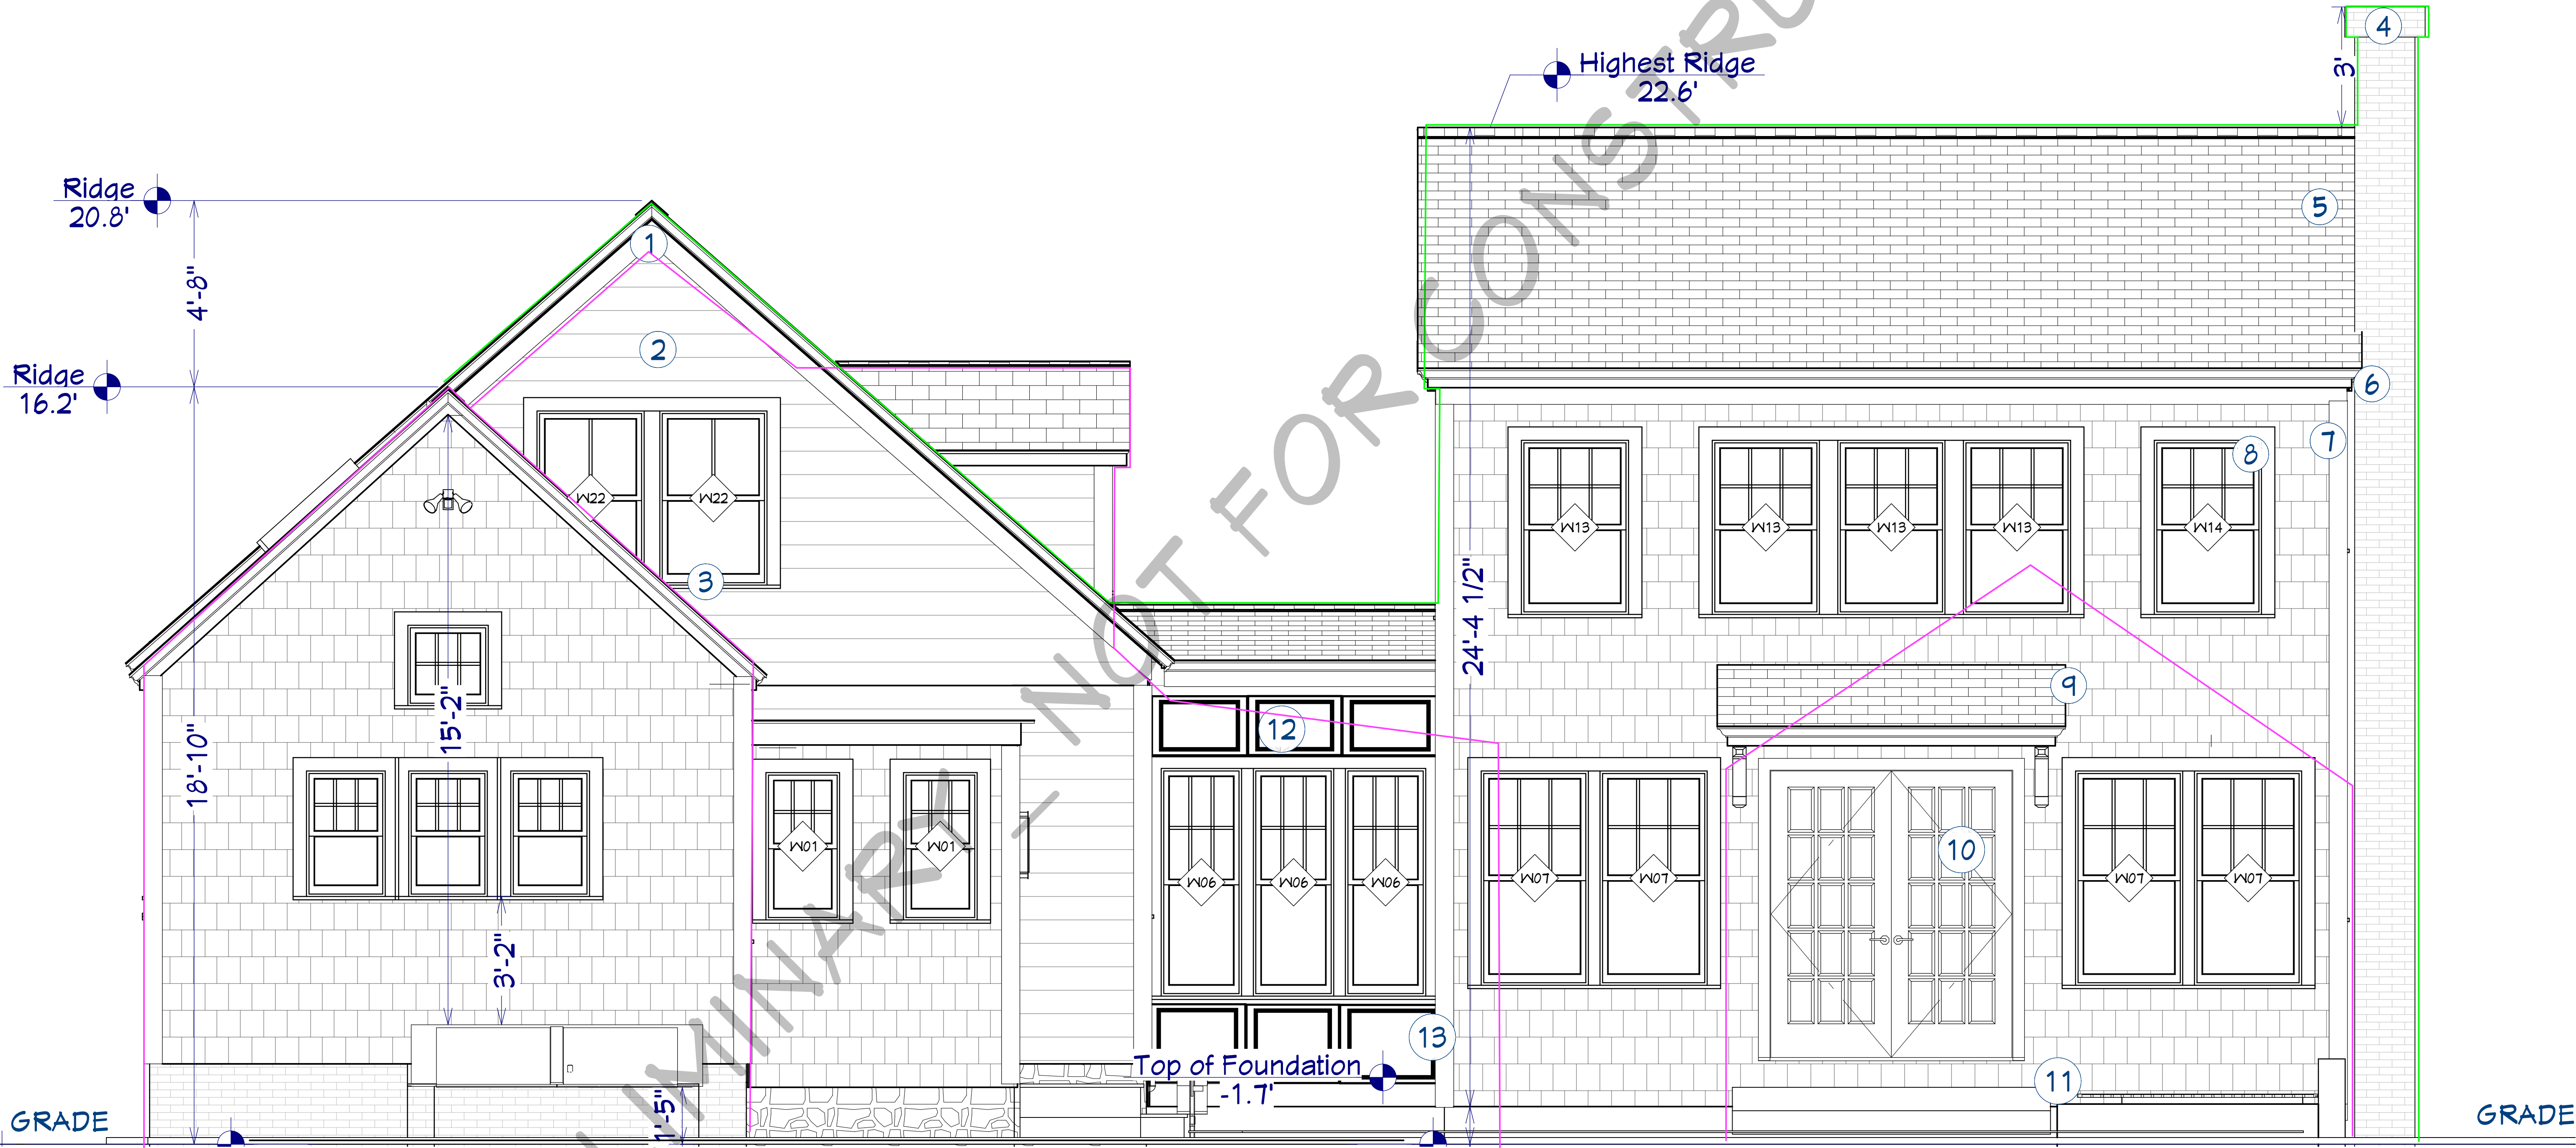 4
3'
Highest Ridge
22.6'
Ridge
20.8'
5
1
4'-8"
2
Ridge
16.2'
6
7
8
W22
W22
W13
W13
W13
W13
W14
3
24'-4 1/2"
9
15'-2"
18'-10"
12
W01
W01
W06
W06
W06
W07
W07
10
W07
W07
3'-2"
13
Top of Foundation
-1.7'
11
1'-5"
GRADE
GRADE
IMINARY - NOT FOR CONSTRU